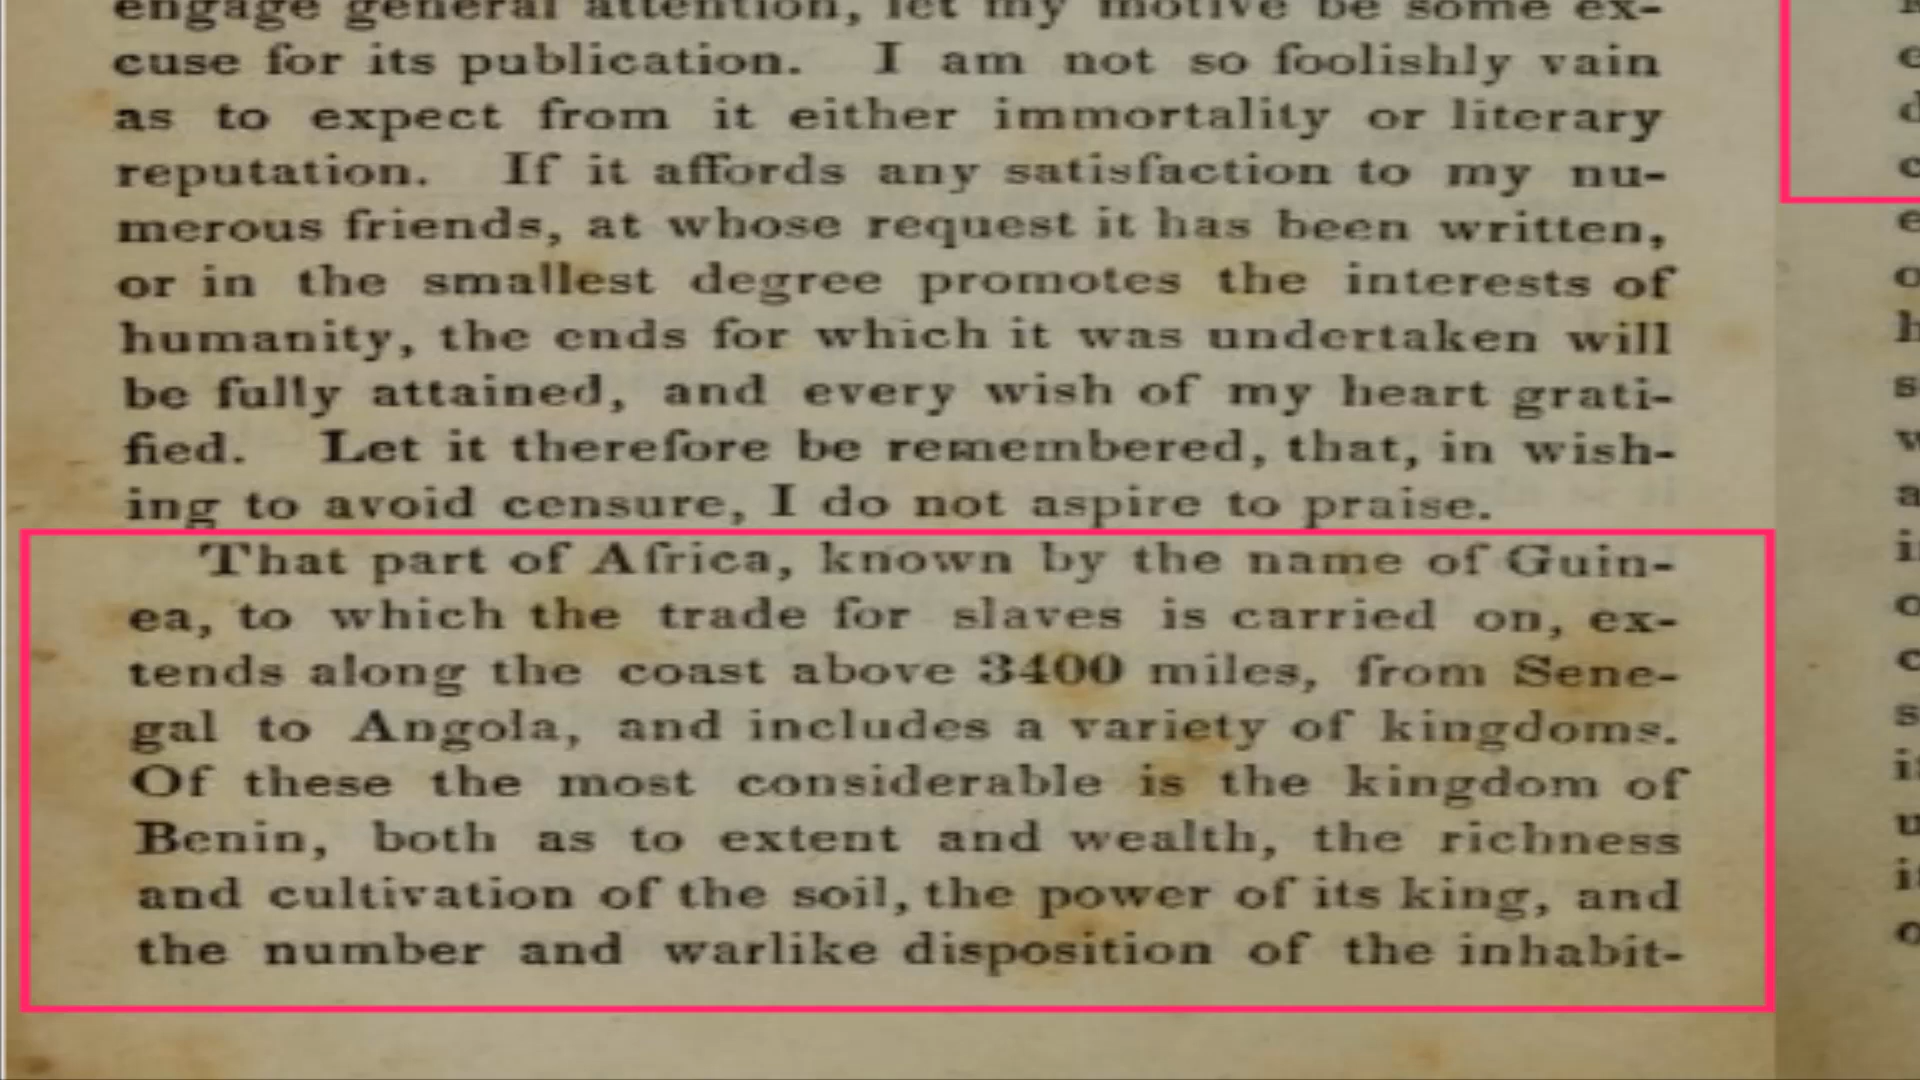 engage general attention, let my motive be some ex-
cuse for its publication. I am not so foolishly vain
as to expect from it either immortality or literary
reputation. If it affords any satisfaction to my nu-
merous friends, at whose request it has been written,
or in the smallest degree promotes the interests of
humanity, the ends for which it was undertaken will
be fully attained, and every wish of my heart grati-
fied. Let it therefore be remembered, that, in wish-
ing to avoid censure, I do not aspire to praise.
That part of Africa, known by the name of Guin-
ea, to which the trade for slaves is carried on, ex-
tends along the coast above 3400 miles, from Sene-
gal to Angola, and includes a variety of kingdoms.
Of these the most considerable is the kingdom of
Benin, both as to extent and wealth, the richness
and cultivation of the soil, the power of its king, and
the number and warlike disposition of the inhabit-